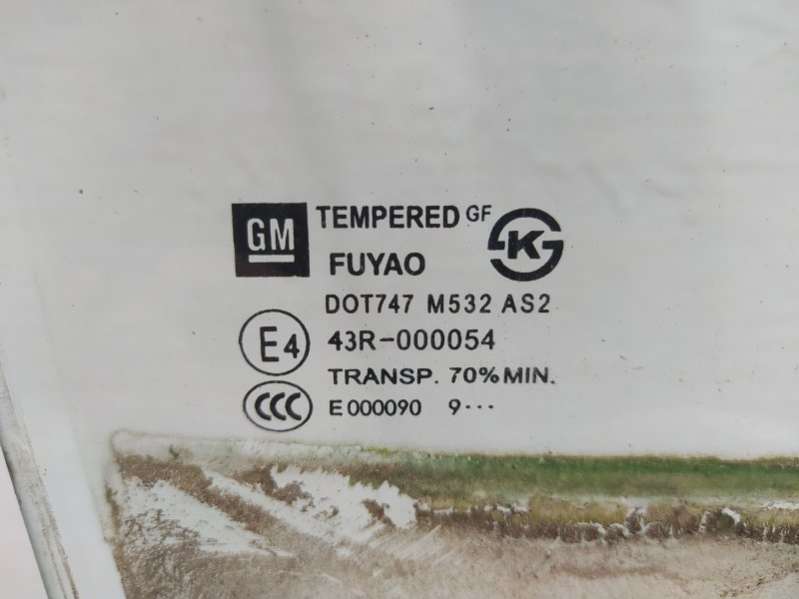 GM TEMPERED GF K S
FUYAO
DOT747 M532 AS2
E4 43R-000054
TRANSP. 70% MIN.
CCC E000090 9···